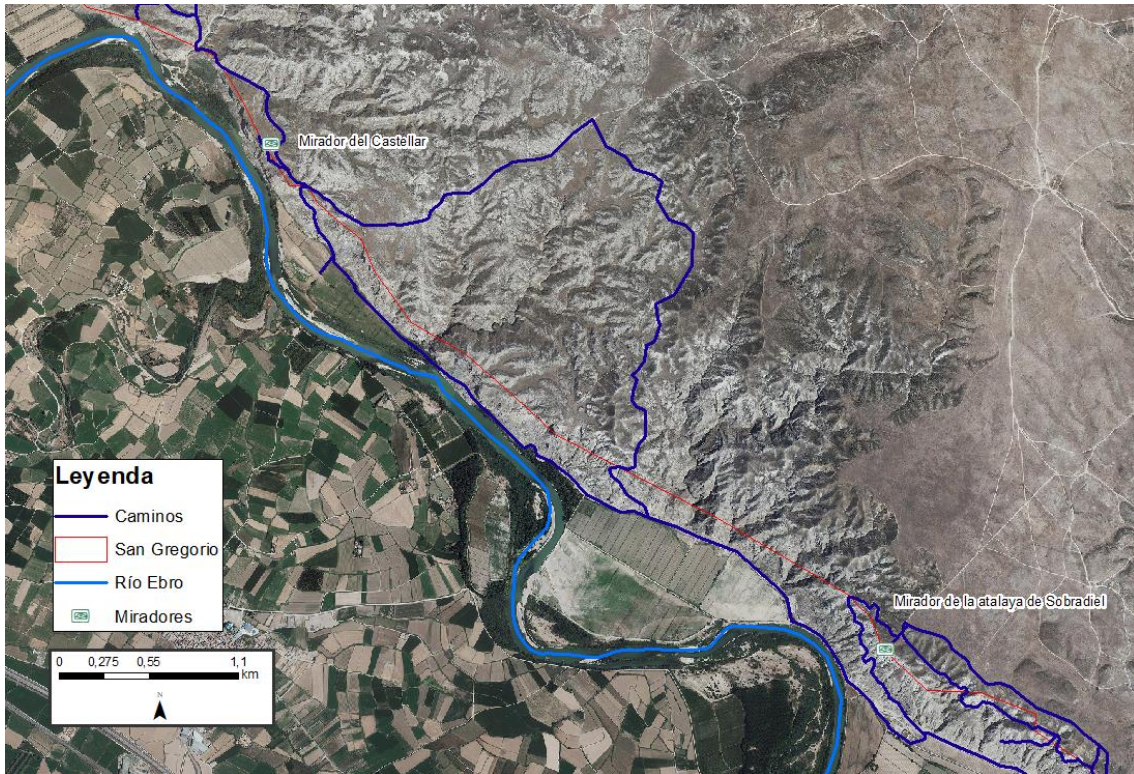 Mirador del Castellar
Leyenda
Caminos
San Gregorio
Río Ebro
Miradores
0 0,275 0,55 1,1
km
N
Mirador de la atalaya de Sobradiel